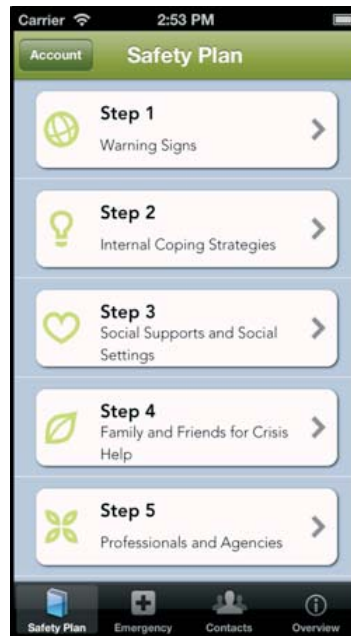 Carrier 2:53 PM
Account Safety Plan
Step 1
Warning Signs
Step 2
Internal Coping Strategies
Step 3
Social Supports and Social
Settings
Step 4
Family and Friends for Crisis
Help
Step 5
Professionals and Agencies
Safety Plan Emergency Contacts Overview